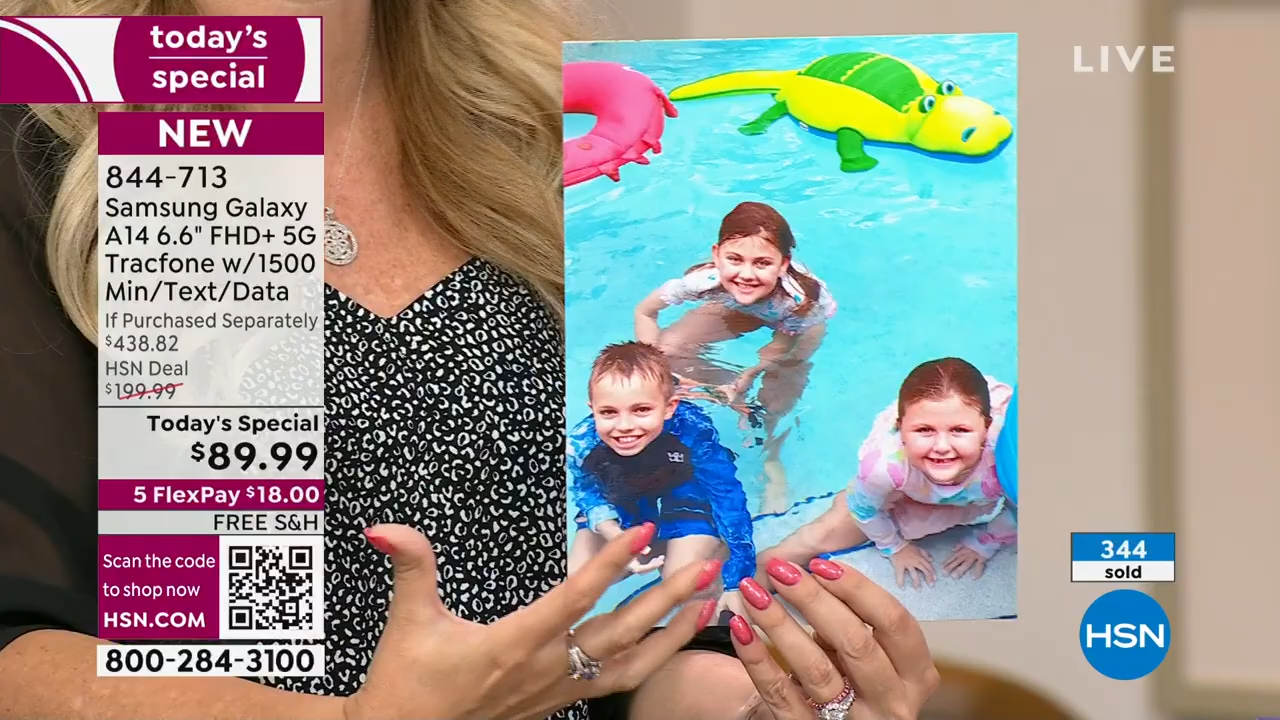 today's
special
NEW
844-713
Samsung Galaxy
A14 6.6" FHD+ 5G
Tracfone w/1500
Min/Text/Data
If Purchased Separately
$438.82
HSN Deal
$199.99
Today's Special
$89.99
5 FlexPay $18.00
FREE S&H
Scan the code
to shop now
HSN.COM
800-284-3100
LIVE
344
sold
HSN